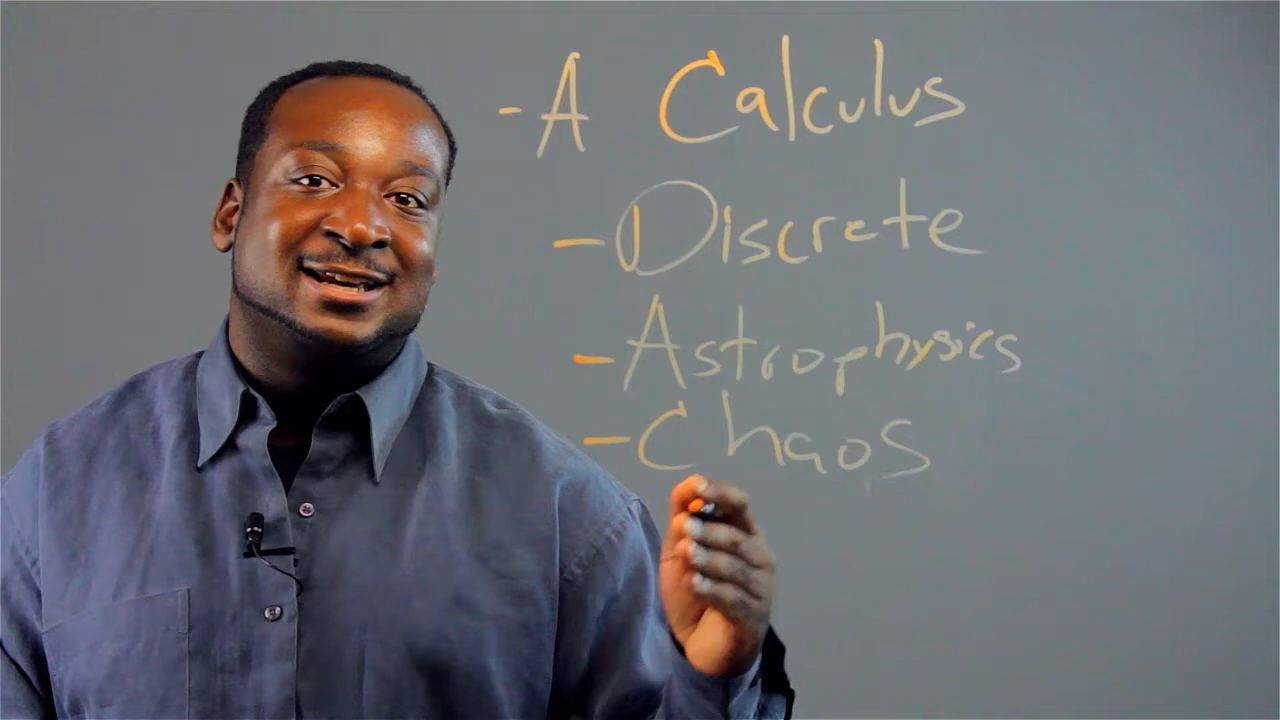 - A Calculus
- Discrete
- Astrophysics
- Chaos